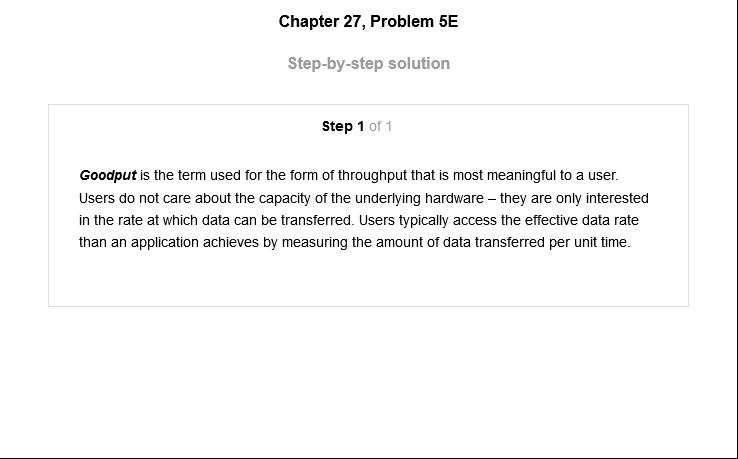 Chapter 27, Problem 5E
Step-by-step solution
Step 1 of 1
Goodput is the term used for the form of throughput that is most meaningful to a user.
Users do not care about the capacity of the underlying hardware – they are only interested
in the rate at which data can be transferred. Users typically access the effective data rate
than an application achieves by measuring the amount of data transferred per unit time.